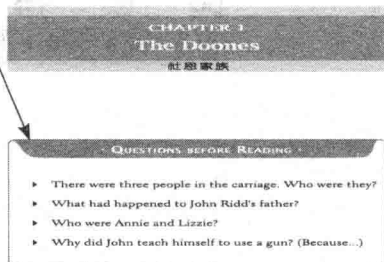 CHAPTER 1
The Doones
杜恩家族
QUESTIONS BEFORE READING
▸ There were three people in the carriage. Who were they?
▸ What had happened to John Ridd's father?
▸ Who were Annie and Lizzie?
▸ Why did John teach himself to use a gun? (Because...)